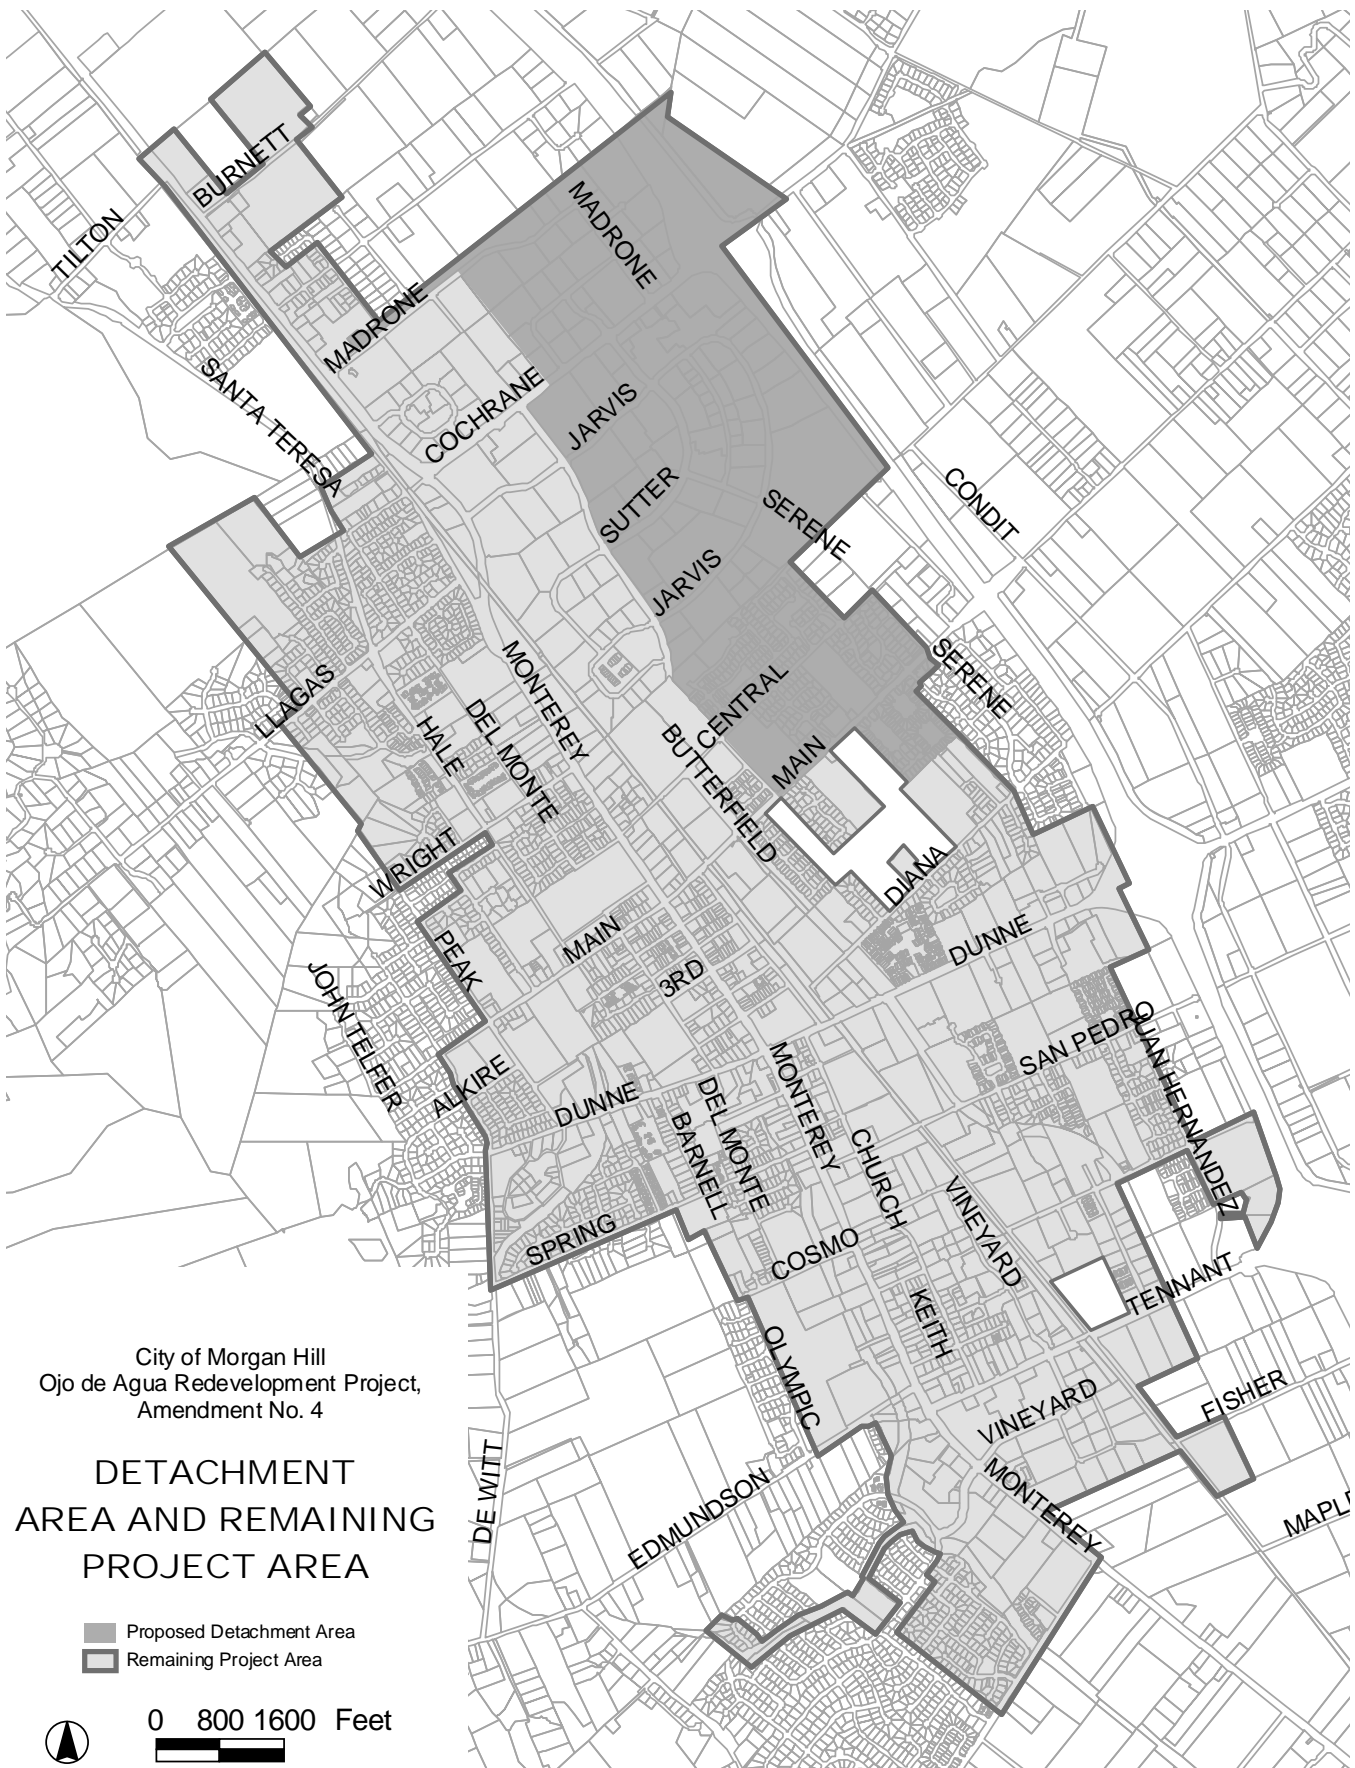 BURNETT
TILTON
MADRONE
MADRONE
SANTA TERESA
COCHRANE
JARVIS
SUTTER
SERENE
CONDIT
JARVIS
LLAGAS
MONTEREY
SERENE
CENTRAL
HALE
DEL MONTE
BUTTERFIELD
MAIN
WRIGHT
DIANA
PEAK
MAIN
DUNNE
3RD
JOHN TELFER
SAN PEDRO
JUAN HERNANDEZ
ALKIRE
DUNNE
MONTEREY
DEL MONTE
BARNELL
CHURCH
VINEYARD
SPRING
COSMO
TENNANT
KEITH
OLYMPIC
VINEYARD
FISHER
DE WITT
EDMUNDSON
MONTEREY
MAPL
City of Morgan Hill
Ojo de Agua Redevelopment Project,
Amendment No. 4
DETACHMENT
AREA AND REMAINING
PROJECT AREA
Proposed Detachment Area
Remaining Project Area
0 800 1600 Feet